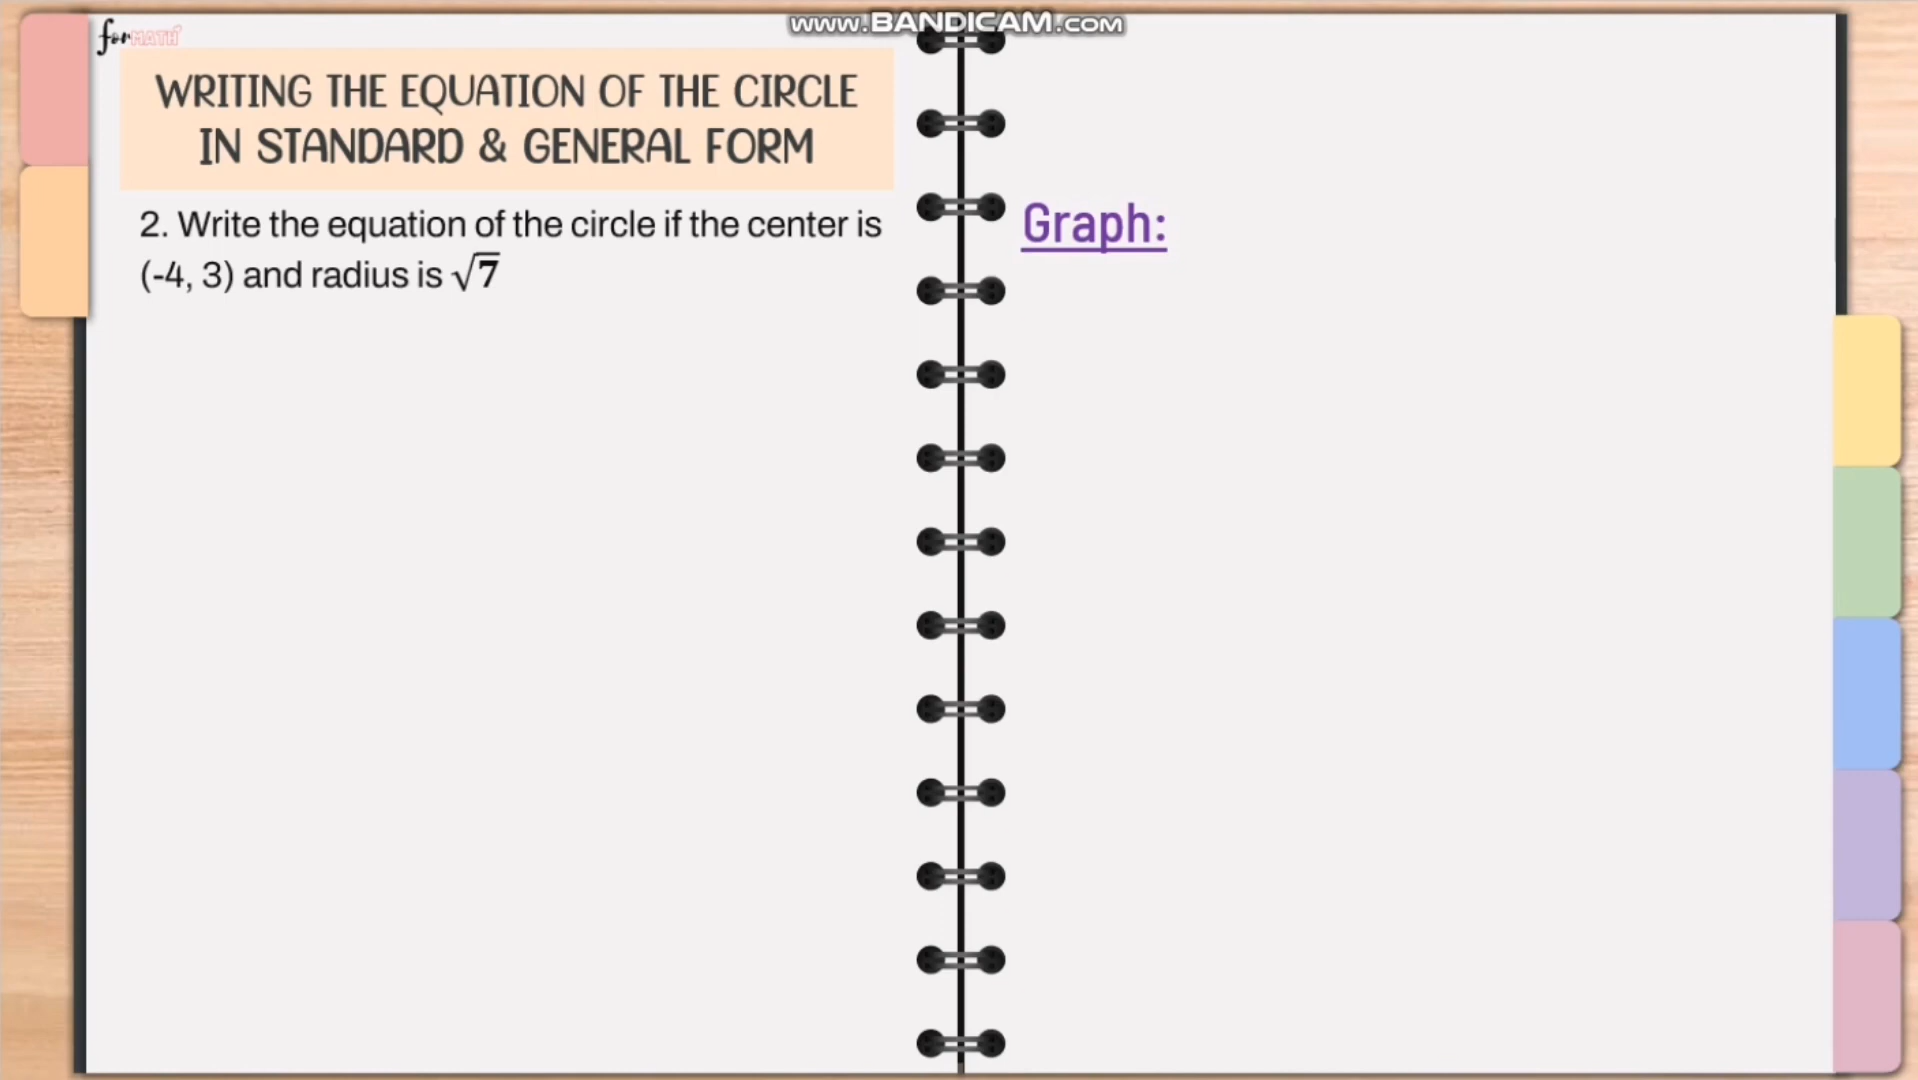 www.BANDICAM.com
forMATH
WRITING THE EQUATION OF THE CIRCLE
IN STANDARD & GENERAL FORM
2. Write the equation of the circle if the center is
(-4, 3) and radius is √7
Graph: